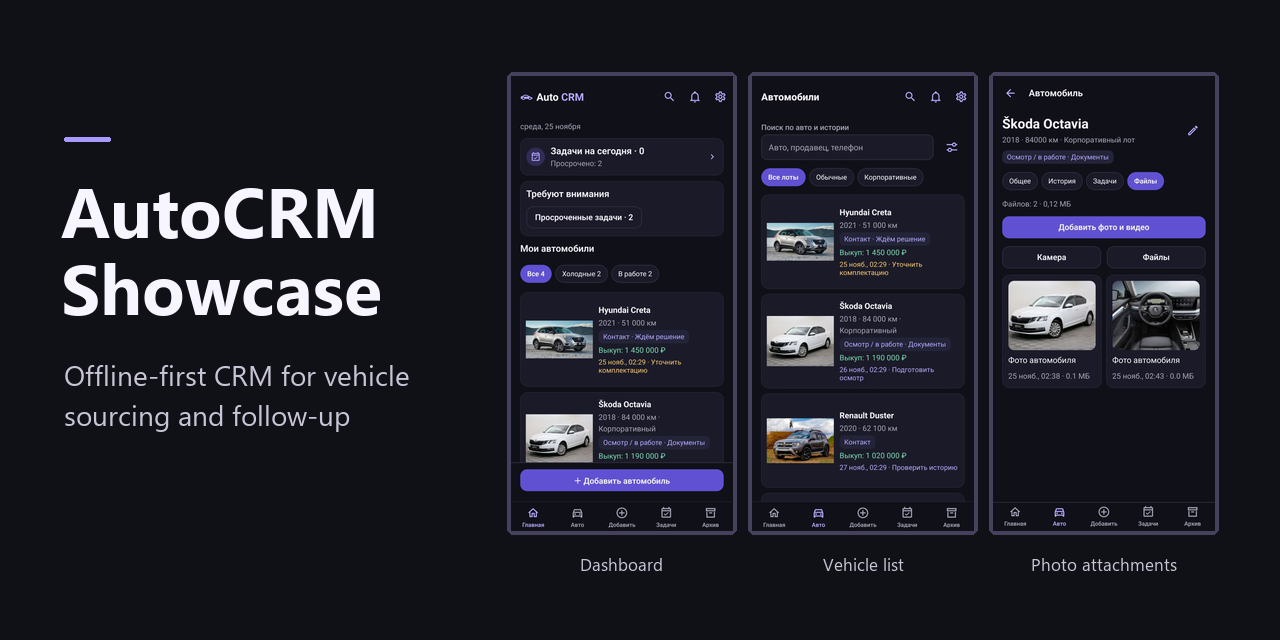 AutoCRM
Showcase
Offline-first CRM for vehicle
sourcing and follow-up
Auto CRM
среда, 25 ноября
Задачи на сегодня · 0
Просрочено: 2
Требуют внимания
Просроченные задачи · 2
Мои автомобили
Все 4
Холодные 2
В работе 2
Hyundai Creta
2021 · 51 000 км
Контакт · Ждём решение
Выкуп: 1 450 000 ₽
25 нояб., 02:29 · Уточнить
комплектацию
Škoda Octavia
2018 · 84 000 км ·
Корпоративный
Осмотр / в работе · Документы
Выкуп: 1 190 000 ₽
+ Добавить автомобиль
Главная
Авто
Добавить
Задачи
Архив
Dashboard
Автомобили
Поиск по авто и истории
Авто, продавец, телефон
Все лоты
Обычные
Корпоративные
Hyundai Creta
2021 · 51 000 км
Контакт · Ждём решение
Выкуп: 1 450 000 ₽
25 нояб., 02:29 · Уточнить
комплектацию
Škoda Octavia
2018 · 84 000 км ·
Корпоративный
Осмотр / в работе · Документы
Выкуп: 1 190 000 ₽
26 нояб., 02:29 · Подготовить
осмотр
Renault Duster
2020 · 62 100 км
Контакт
Выкуп: 1 020 000 ₽
27 нояб., 02:29 · Проверить историю
Главная
Авто
Добавить
Задачи
Архив
Vehicle list
Автомобиль
Škoda Octavia
2018 · 84000 км · Корпоративный лот
Осмотр / в работе · Документы
Общее
История
Задачи
Файлы
Файлов: 2 · 0,12 МБ
Добавить фото и видео
Камера
Файлы
Фото автомобиля
25 нояб., 02:38 · 0.1 МБ
Фото автомобиля
25 нояб., 02:43 · 0.0 МБ
Главная
Авто
Добавить
Задачи
Архив
Photo attachments